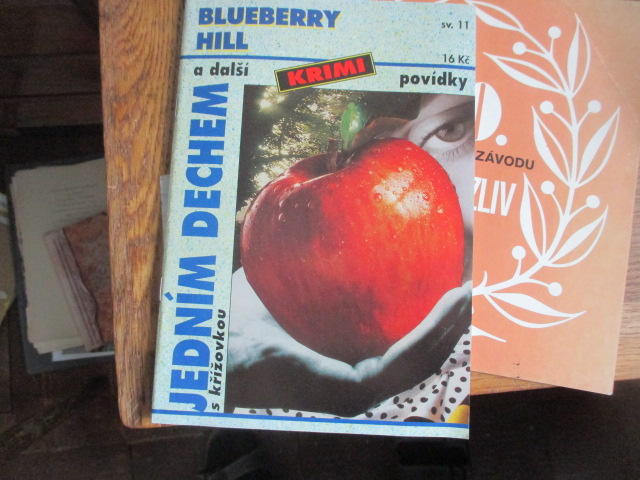 BLUEBERRY
HILL
sv. 11
16 Kč
a další
KRIMI
povídky
JEDNÍM DECHEM
s křížovkou
ZÁVODU
ZLIV